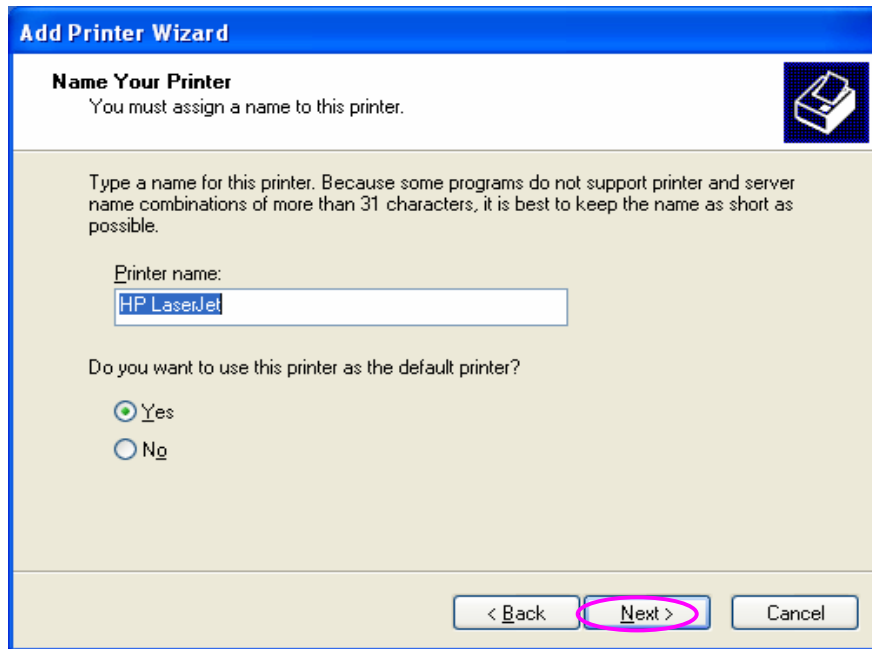 Add Printer Wizard
Name Your Printer
You must assign a name to this printer.
Type a name for this printer. Because some programs do not support printer and server
name combinations of more than 31 characters, it is best to keep the name as short as
possible.
Printer name:
HP LaserJet
Do you want to use this printer as the default printer?
Yes
No
< Back Next > Cancel